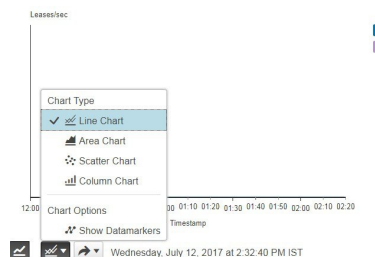 Leases/sec
Chart Type
Line Chart
Area Chart
Scatter Chart
Column Chart
12:00
00 01:10 01:20 01:30 01:40 01:50 02:00 02:10 02:20
Chart Options
Timestamp
Show Datamarkers
Wednesday, July 12, 2017 at 2:32:40 PM IST